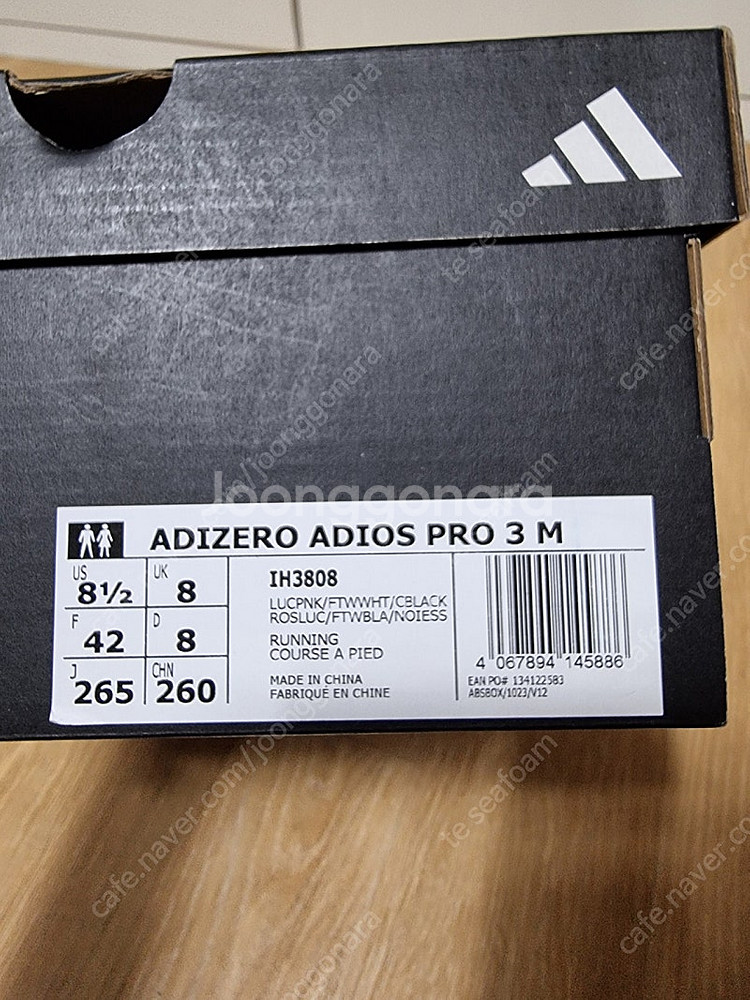 Joonggonara
ADIZERO ADIOS PRO 3 M
US 8½ UK 8
F 42 D 8
J 265 CHN 260
IH3808
LUCPNK/FTWWHT/CBLACK
ROSLUC/FTWBLA/NOIESS
RUNNING
COURSE A PIED
MADE IN CHINA
FABRIQUÉ EN CHINE
4 067894 145886
EAN PO# 134122583
ABSBOX/1023/V12
cafe.naver.com/joonggonara
te seafoam